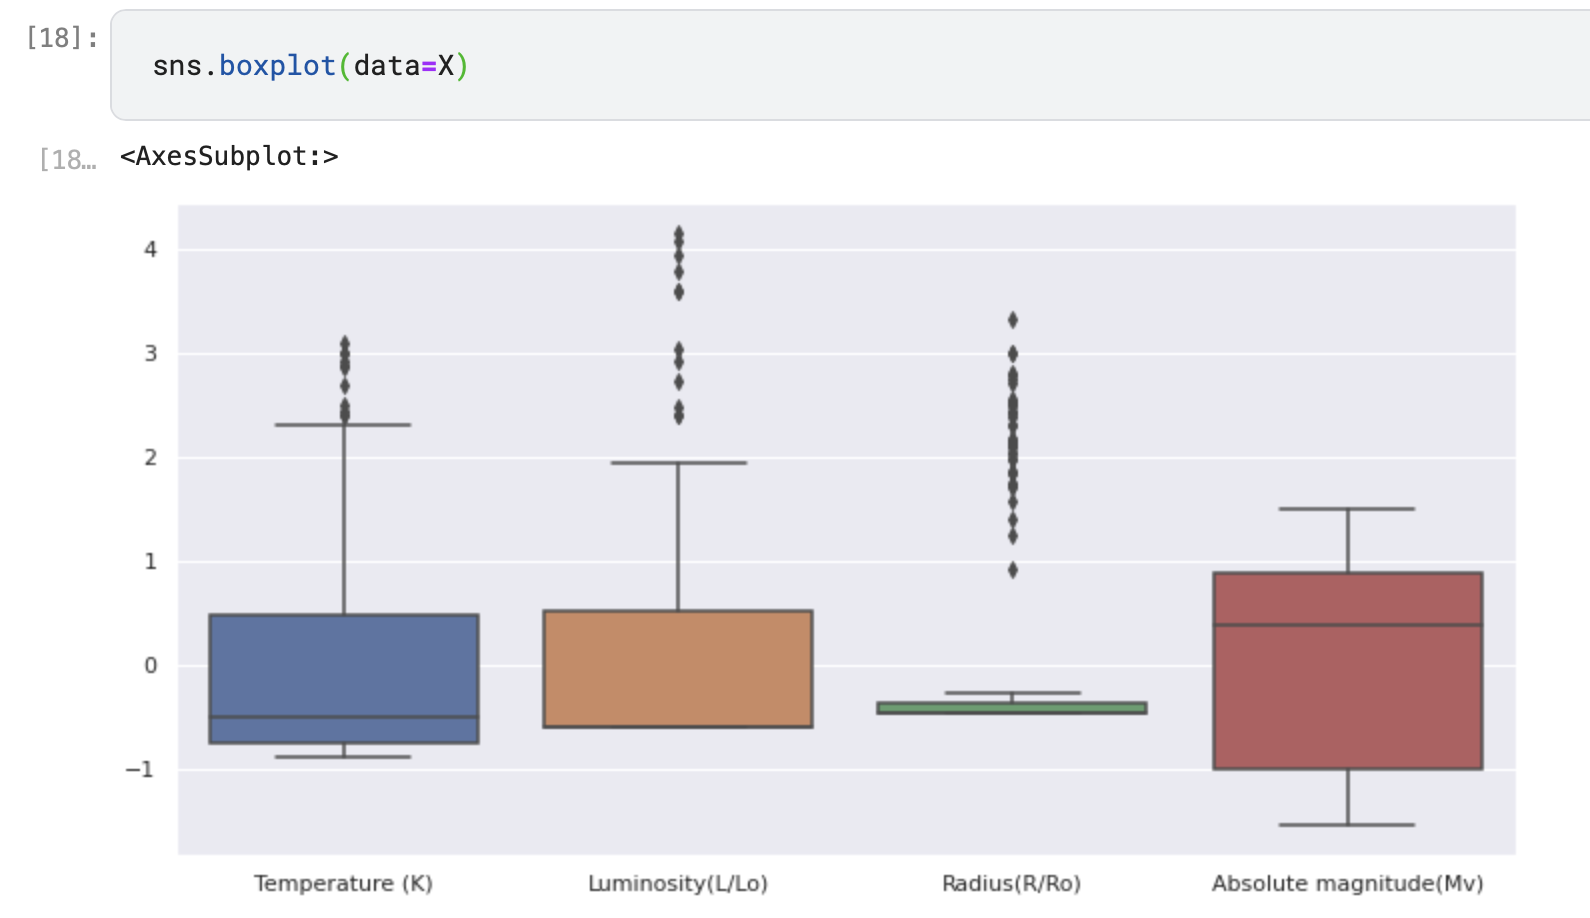 [18]:
sns.boxplot(data=X)
[18… <AxesSubplot:>
4
3
2
1
0
−1
Temperature (K) Luminosity(L/Lo) Radius(R/Ro) Absolute magnitude(Mv)